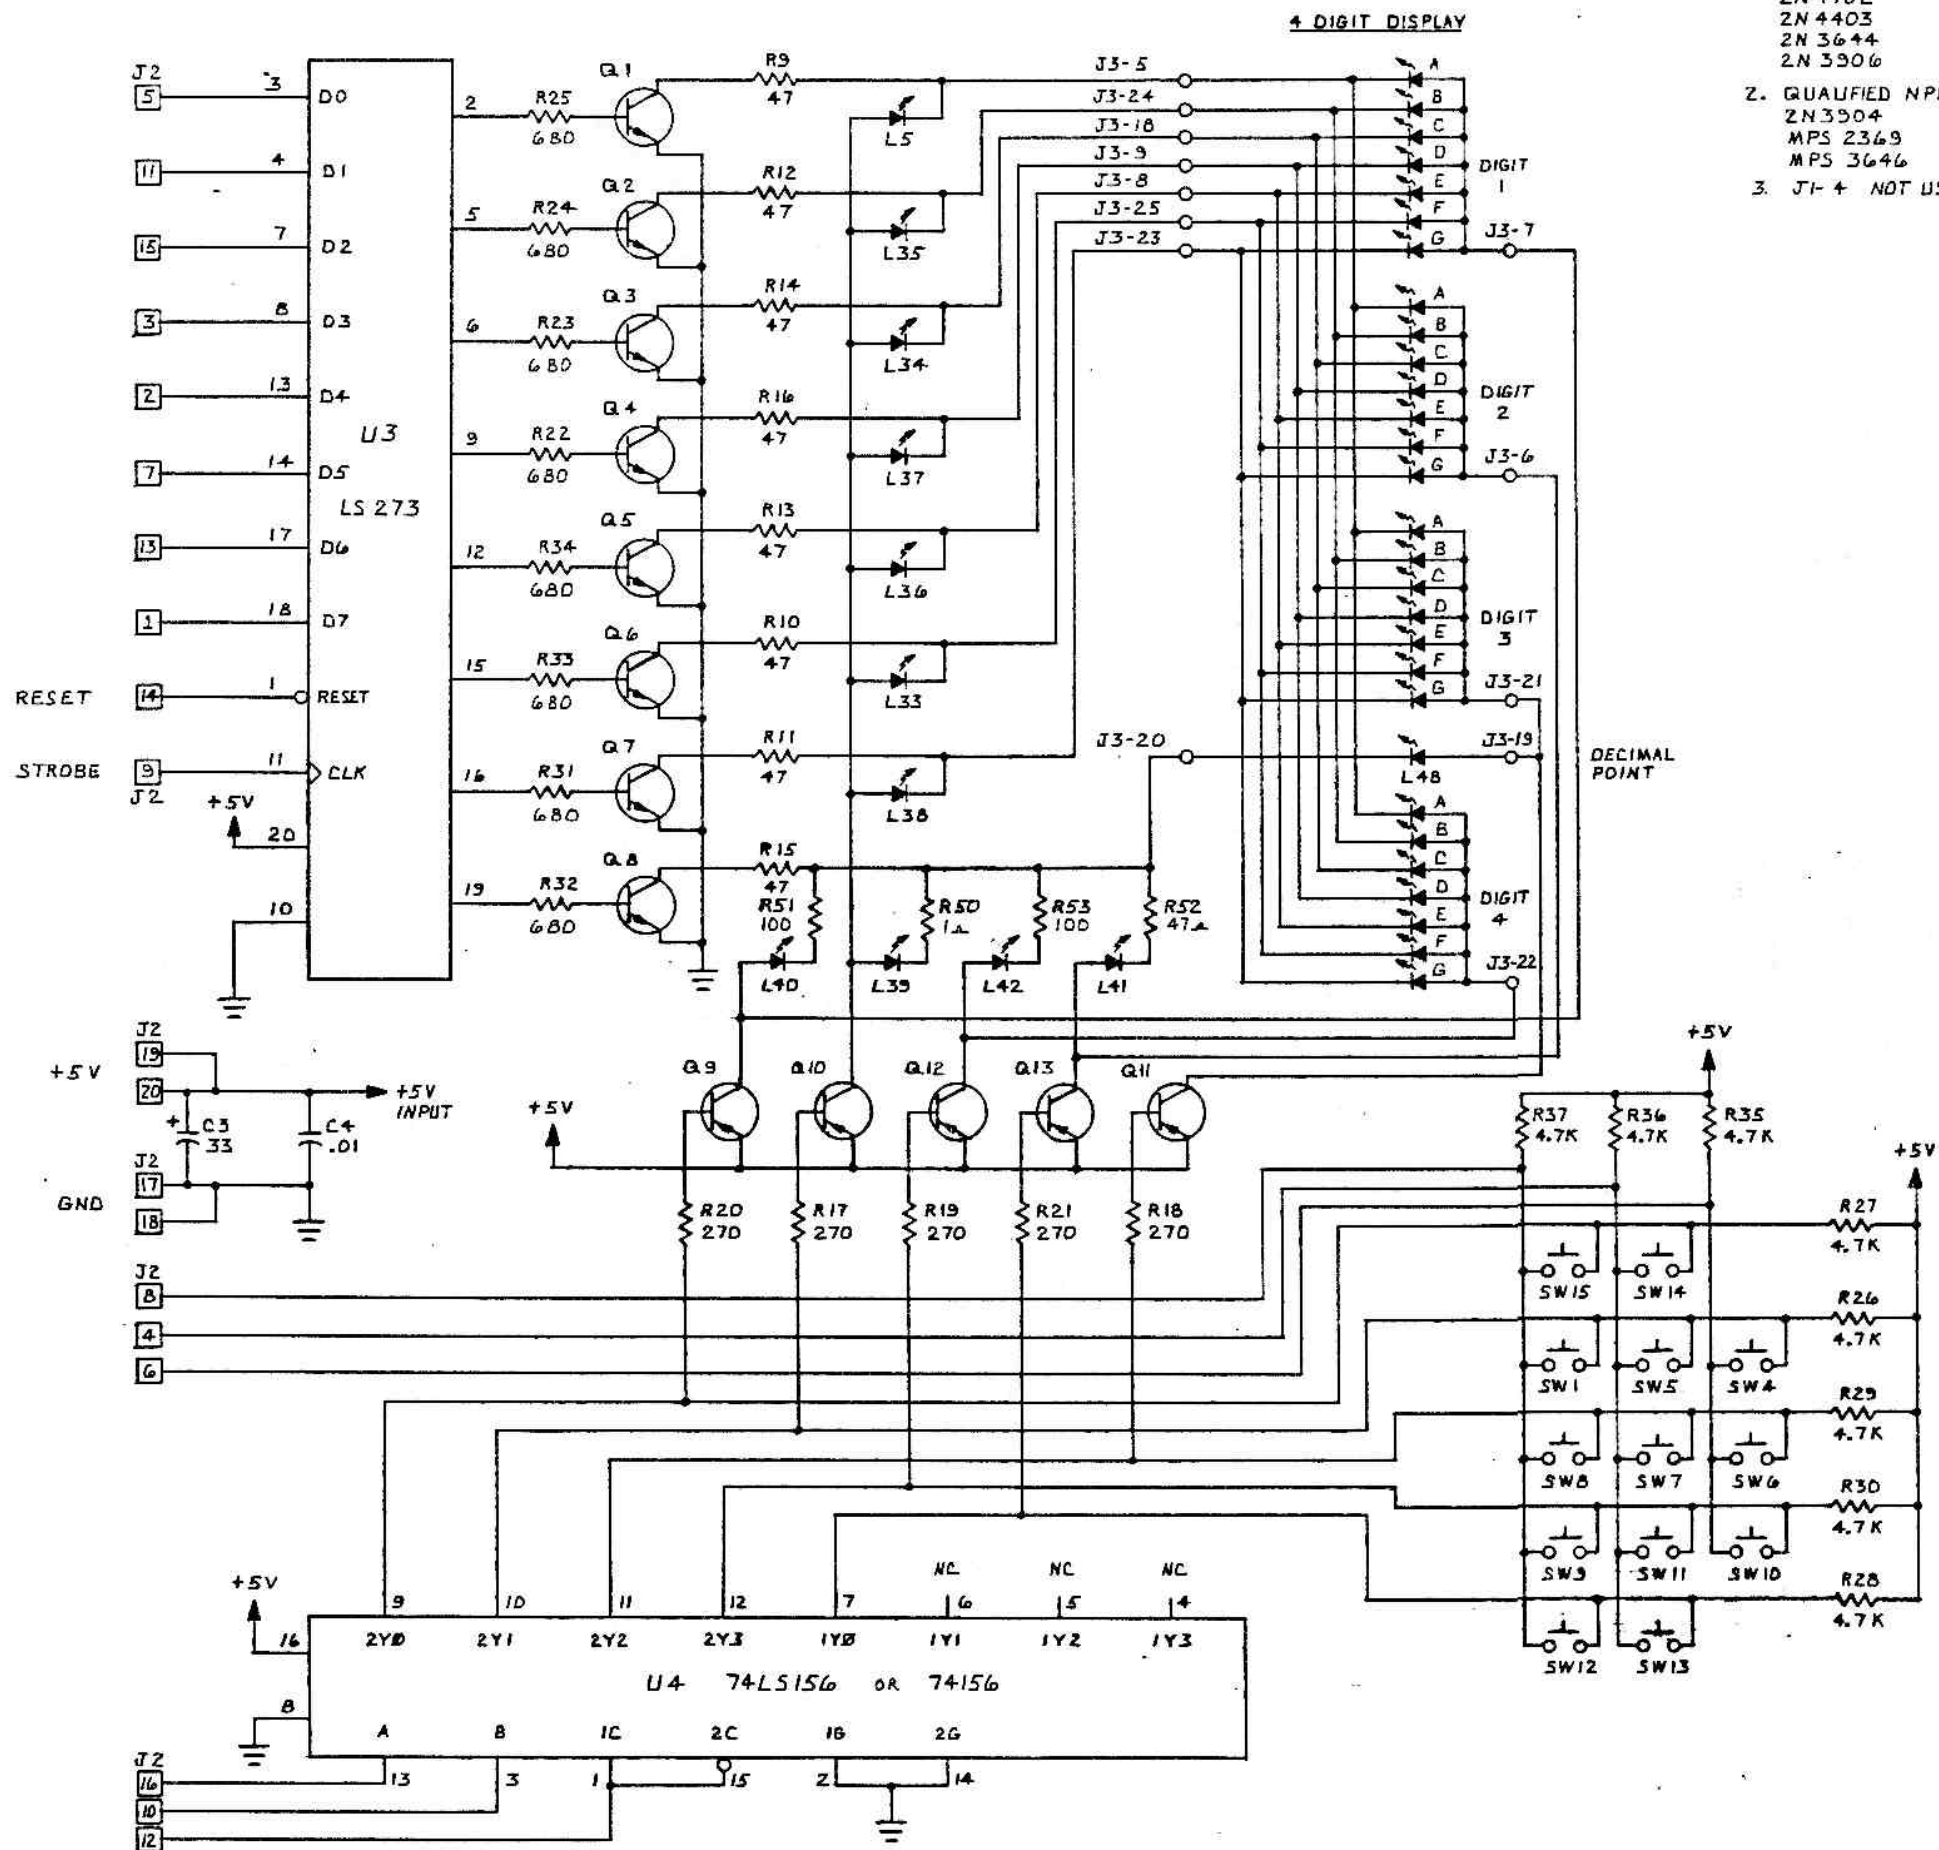 4 DIGIT DISPLAY
2N 4403
2N 3644
2N 3906
2. QUALIFIED NP
2N3904
MPS 2369
MPS 3646
3. J1-4 NOT US
J2
5 3 D0
11 4 D1
15 7 D2
3 8 D3
2 13 D4
7 14 D5
13 17 D6
1 18 D7
RESET 14 1 RESET
STROBE 9 11 CLK
J2
+5V
20
10
U3
LS 273
2 R25 680 Q1 R9 47 L5
5 R24 680 Q2 R12 47 L35
6 R23 680 Q3 R14 47 L34
9 R22 680 Q4 R16 47 L37
12 R34 680 Q5 R13 47 L36
15 R33 680 Q6 R10 47 L33
16 R31 680 Q7 R11 47 L38
19 R32 680 Q8 R15 47
R51 100
R50 1Ω
R53 100
R52 47Ω
L40 L39 L42 L41
J3-5
J3-24
J3-18
J3-9
J3-8
J3-25
J3-23
J3-20
A
B
C
D
E
F
G
DIGIT
1
J3-7
A
B
C
D
E
F
G
DIGIT
2
J3-6
A
B
C
D
E
F
G
DIGIT
3
J3-21
J3-19
L48
DECIMAL
POINT
A
B
C
D
E
F
G
DIGIT
4
J3-22
J2
19
+5V
20
+5V
INPUT
+ C3
33
C4
.01
J2
17
GND
18
+5V
Q9 Q10 Q12 Q13 Q11
R20 R17 R19 R21 R18
270 270 270 270 270
J2
8
4
6
+5V
R37 R36 R35
4.7K 4.7K 4.7K
+5V
R27
4.7K
SW15 SW14
R26
4.7K
SW1 SW5 SW4
R29
4.7K
SW8 SW7 SW6
R30
4.7K
SW9 SW11 SW10
R28
4.7K
SW12 SW13
+5V
NC NC NC
16 9 10 11 12 7 6 5 4
2Y0 2Y1 2Y2 2Y3 1Y0 1Y1 1Y2 1Y3
U4 74LS156 OR 74156
8
A B 1C 2C 1G 2G
13 3 1 15 2 14
J2
16
10
12